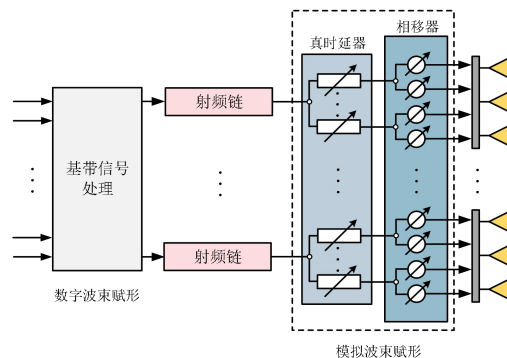 真时延器
相移器
射频链
基带信号
处理
射频链
数字波束赋形
模拟波束赋形